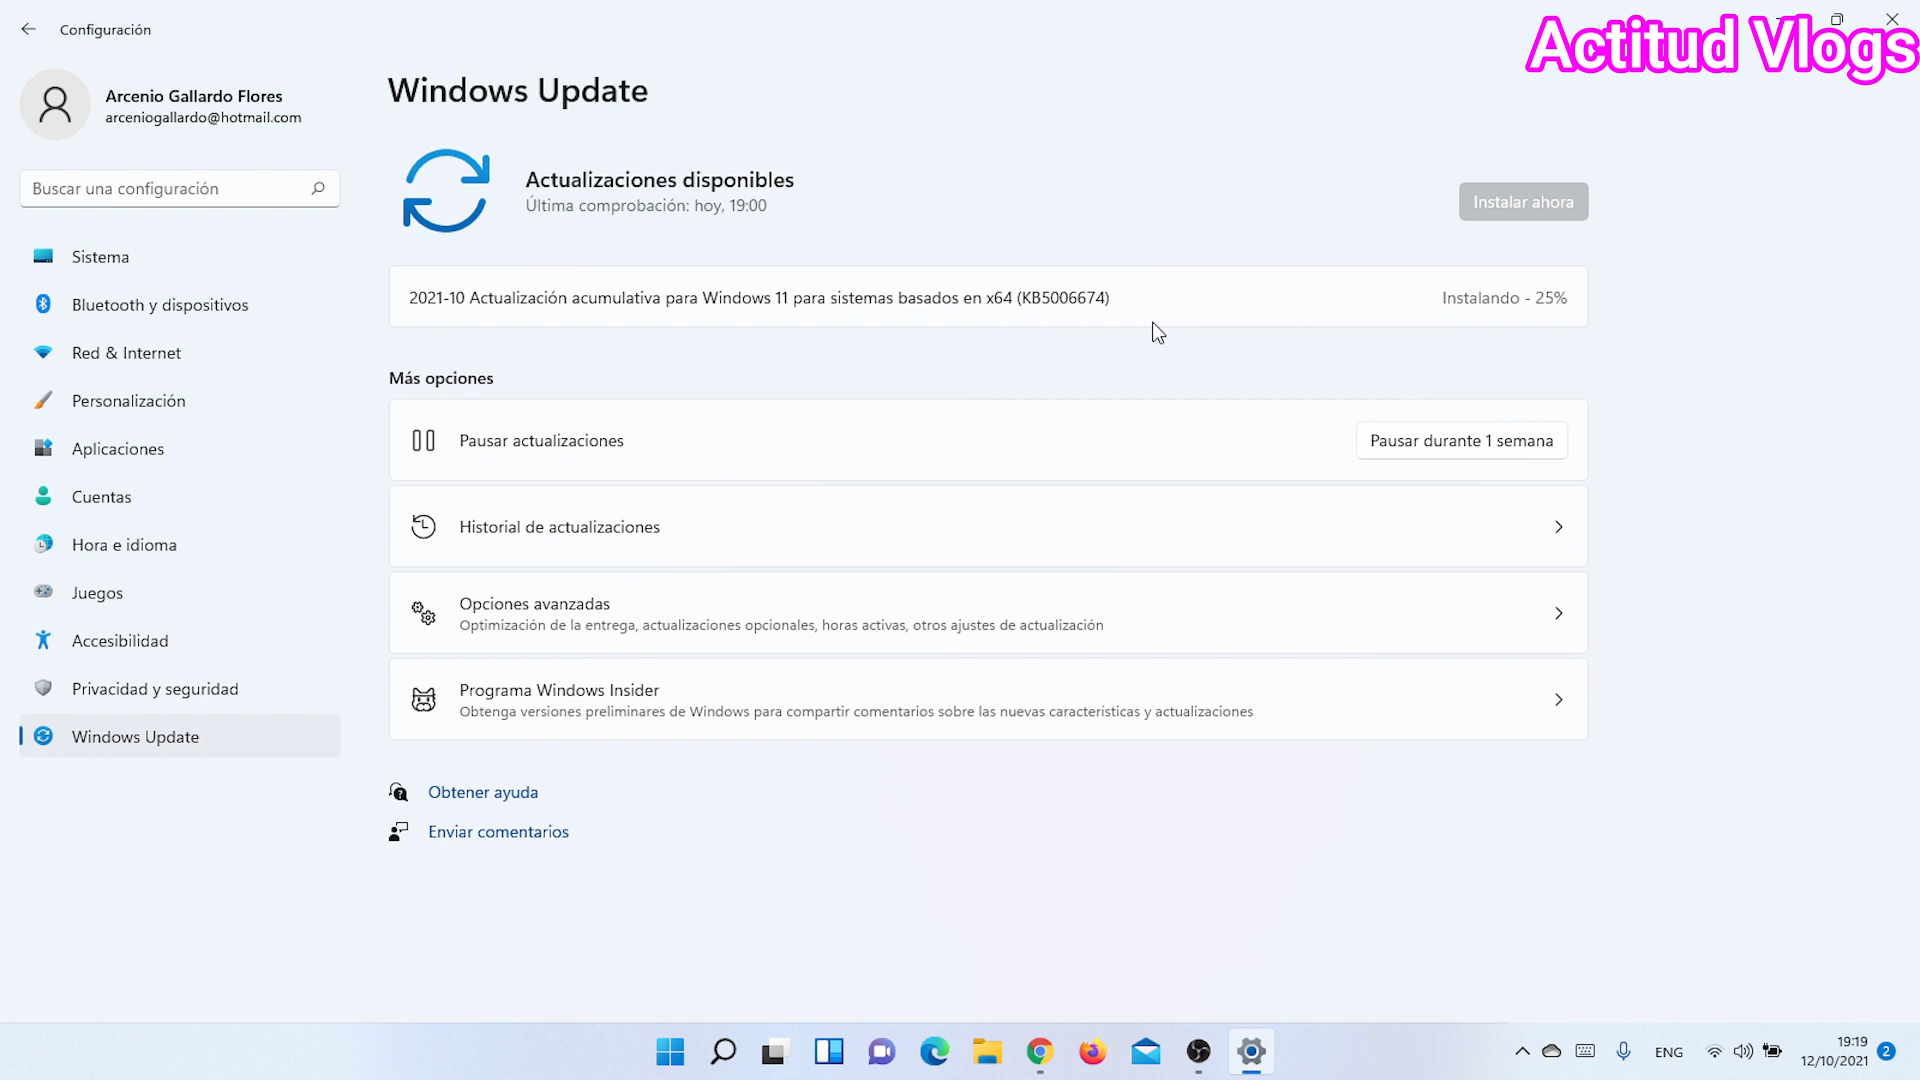 Configuración
Actitud Vlogs
Arcenio Gallardo Flores
arceniogallardo@hotmail.com
Buscar una configuración
Sistema
Bluetooth y dispositivos
Red & Internet
Personalización
Aplicaciones
Cuentas
Hora e idioma
Juegos
Accesibilidad
Privacidad y seguridad
Windows Update
Windows Update
Actualizaciones disponibles
Última comprobación: hoy, 19:00
Instalar ahora
2021-10 Actualización acumulativa para Windows 11 para sistemas basados en x64 (KB5006674)
Instalando - 25%
Más opciones
Pausar actualizaciones
Pausar durante 1 semana
Historial de actualizaciones
Opciones avanzadas
Optimización de la entrega, actualizaciones opcionales, horas activas, otros ajustes de actualización
Programa Windows Insider
Obtenga versiones preliminares de Windows para compartir comentarios sobre las nuevas características y actualizaciones
Obtener ayuda
Enviar comentarios
ENG
19:19
12/10/2021
2